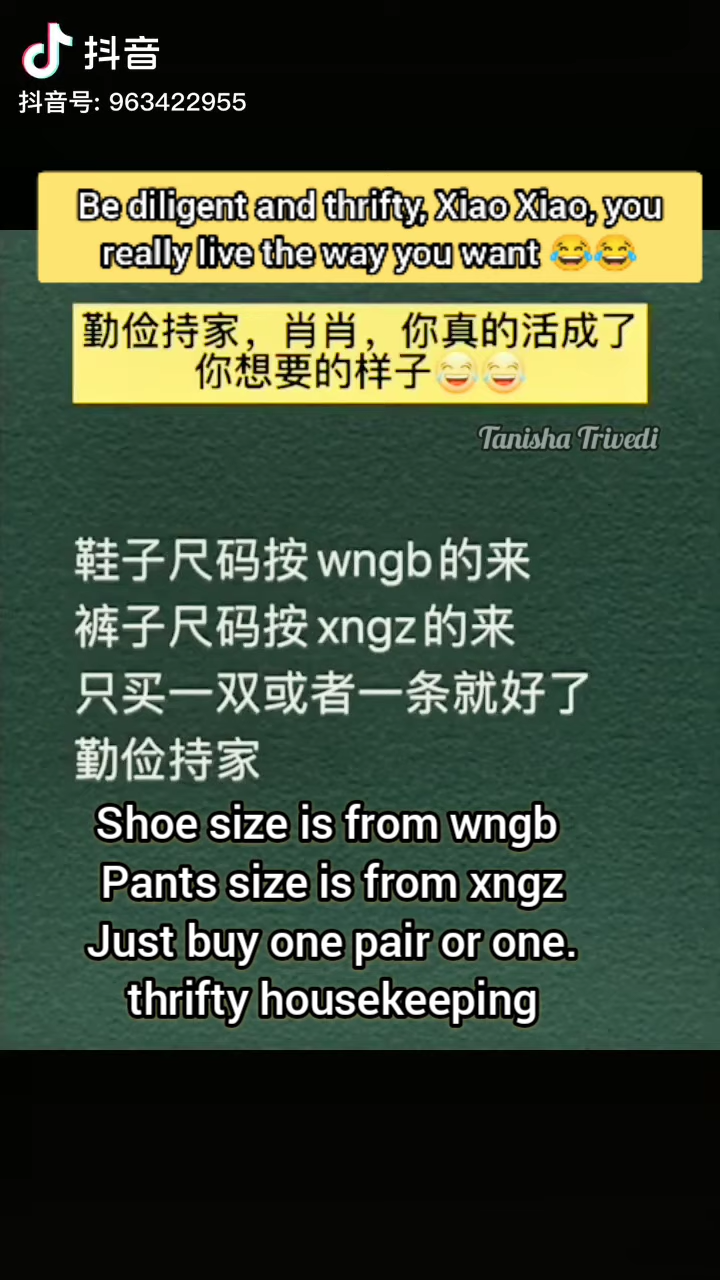 抖音
抖音号: 963422955
Be diligent and thrifty, Xiao Xiao, you
really live the way you want 😂😂
勤俭持家，肖肖，你真的活成了
你想要的样子😂😂
Tanisha Trivedi
鞋子尺码按wngb的来
裤子尺码按xngz的来
只买一双或者一条就好了
勤俭持家
Shoe size is from wngb
Pants size is from xngz
Just buy one pair or one.
thrifty housekeeping